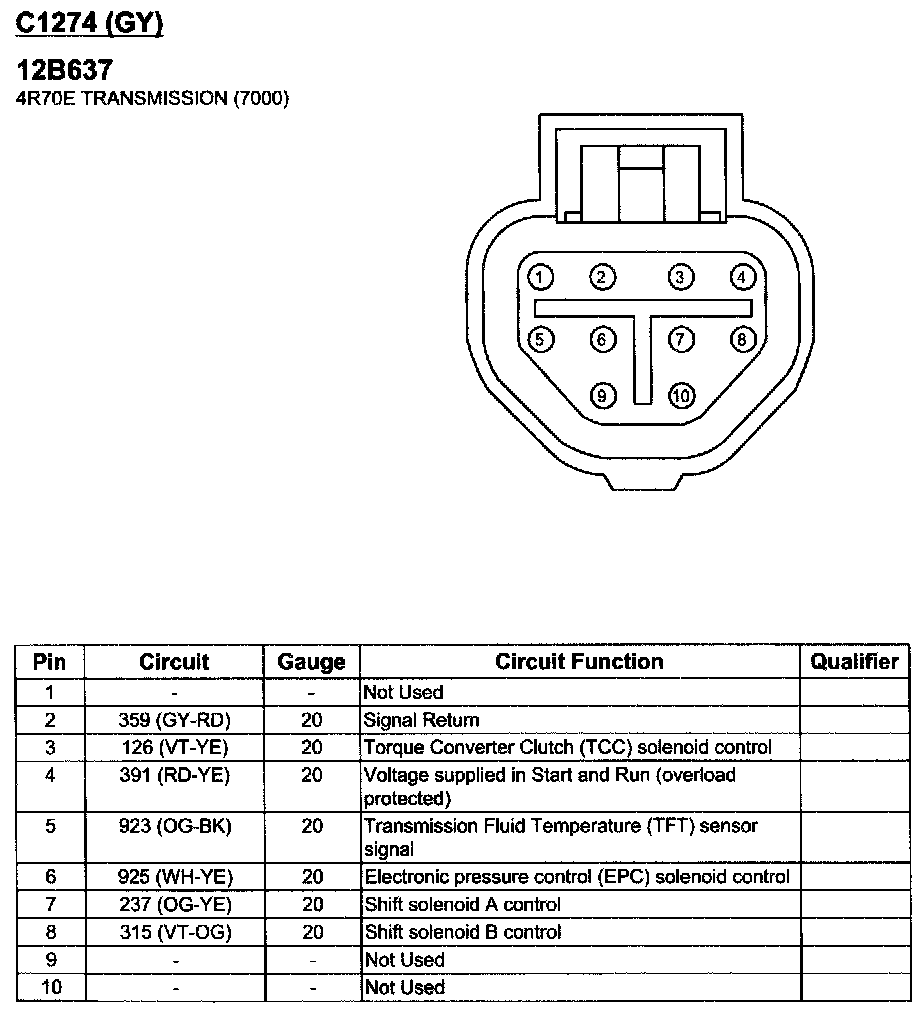 C1274 (GY)
12B637
4R70E TRANSMISSION (7000)
1 2 3 4
5 6 7 8
9 10
Pin Circuit Gauge Circuit Function Qualifier
1 - - Not Used
2 359 (GY-RD) 20 Signal Return
3 126 (VT-YE) 20 Torque Converter Clutch (TCC) solenoid control
4 391 (RD-YE) 20 Voltage supplied in Start and Run (overload
protected)
5 923 (OG-BK) 20 Transmission Fluid Temperature (TFT) sensor
signal
6 925 (WH-YE) 20 Electronic pressure control (EPC) solenoid control
7 237 (OG-YE) 20 Shift solenoid A control
8 315 (VT-OG) 20 Shift solenoid B control
9 - - Not Used
10 - - Not Used